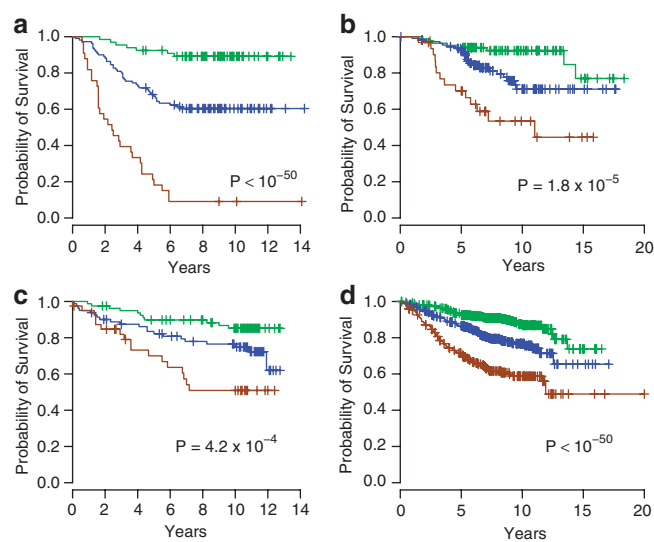 a
Probability of Survival
1.0
0.8
0.6
0.4
0.2
0.0
P < 10⁻⁵⁰
0 2 4 6 8 10 12 14
Years
b
Probability of Survival
1.0
0.8
0.6
0.4
0.2
0.0
P = 1.8 x 10⁻⁵
0 5 10 15 20
Years
c
Probability of Survival
1.0
0.8
0.6
0.4
0.2
0.0
P = 4.2 x 10⁻⁴
0 2 4 6 8 10 12 14
Years
d
Probability of Survival
1.0
0.8
0.6
0.4
0.2
0.0
P < 10⁻⁵⁰
0 5 10 15 20
Years